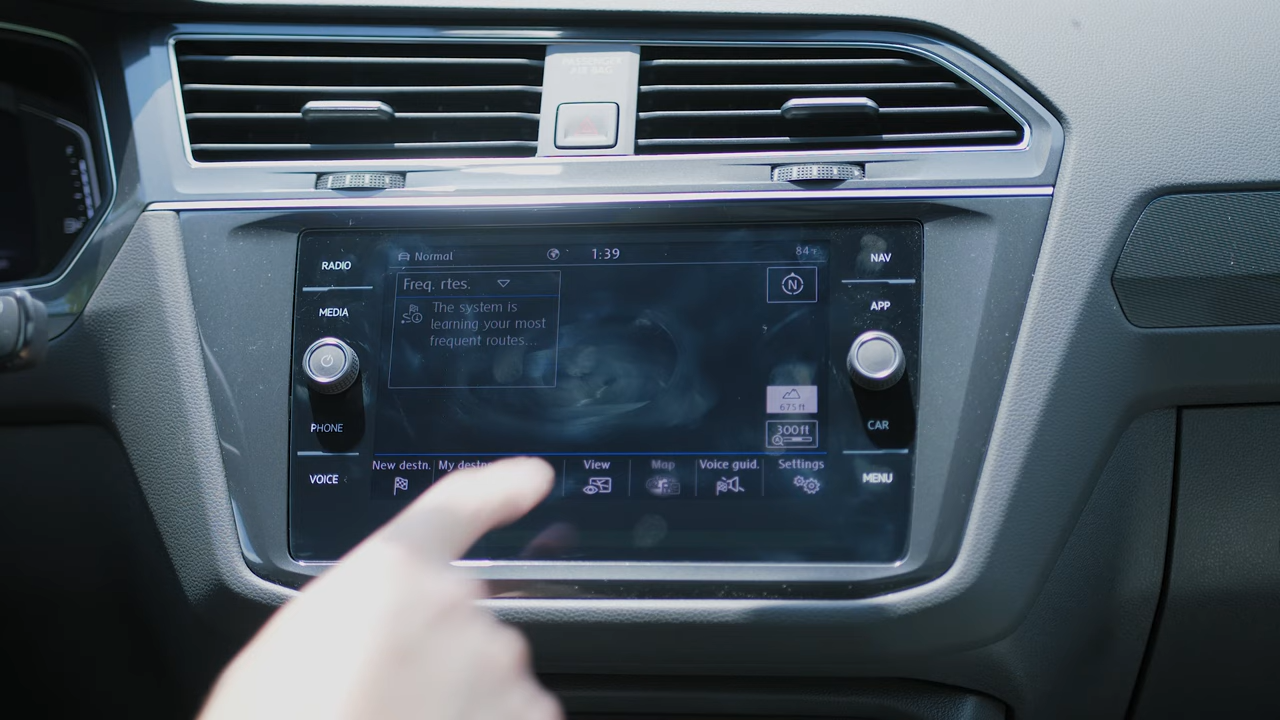 PASSENGER
AIR BAG
Normal
1:39
84°F
RADIO
NAV
Freq. rtes.
N
MEDIA
The system is
learning your most
frequent routes...
APP
675 ft
300 ft
PHONE
CAR
New destn.
My destn
View
Map
Voice guid.
Settings
VOICE
MENU